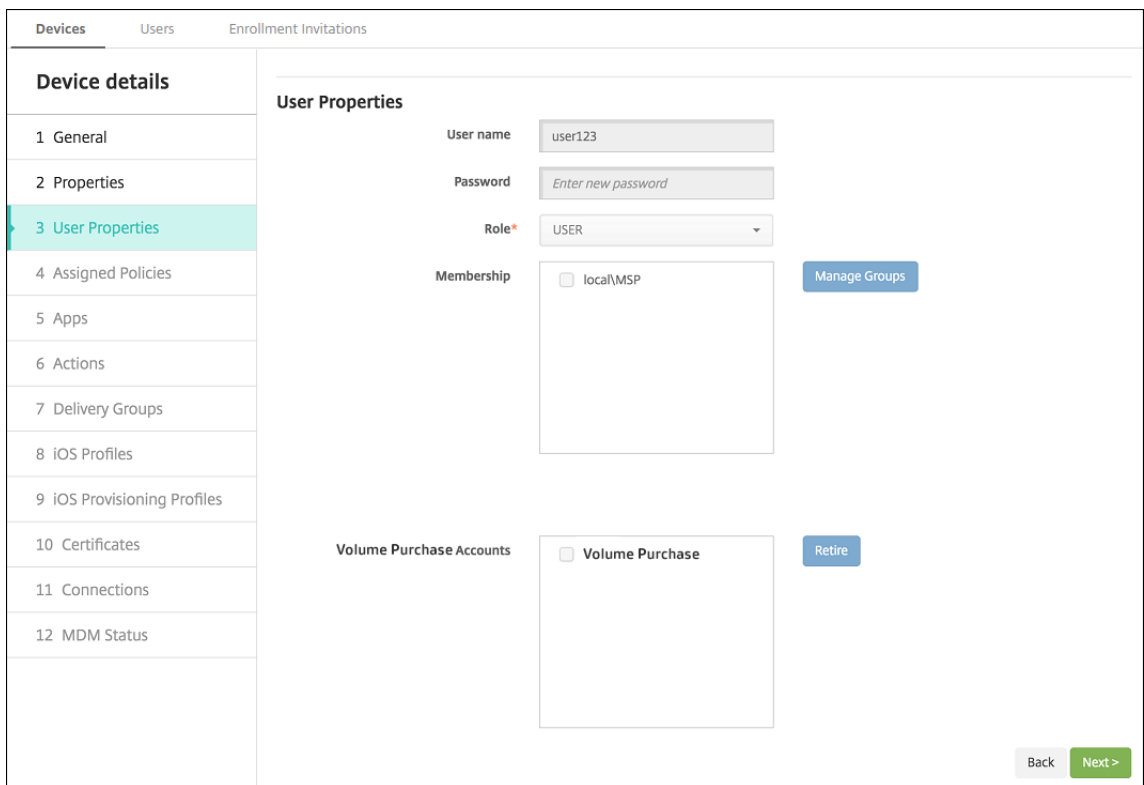 Devices Users Enrollment Invitations
Device details
1 General
2 Properties
3 User Properties
4 Assigned Policies
5 Apps
6 Actions
7 Delivery Groups
8 iOS Profiles
9 iOS Provisioning Profiles
10 Certificates
11 Connections
12 MDM Status
User Properties
User name user123
Password Enter new password
Role* USER
Membership local\MSP Manage Groups
Volume Purchase Accounts Volume Purchase Retire
Back Next >